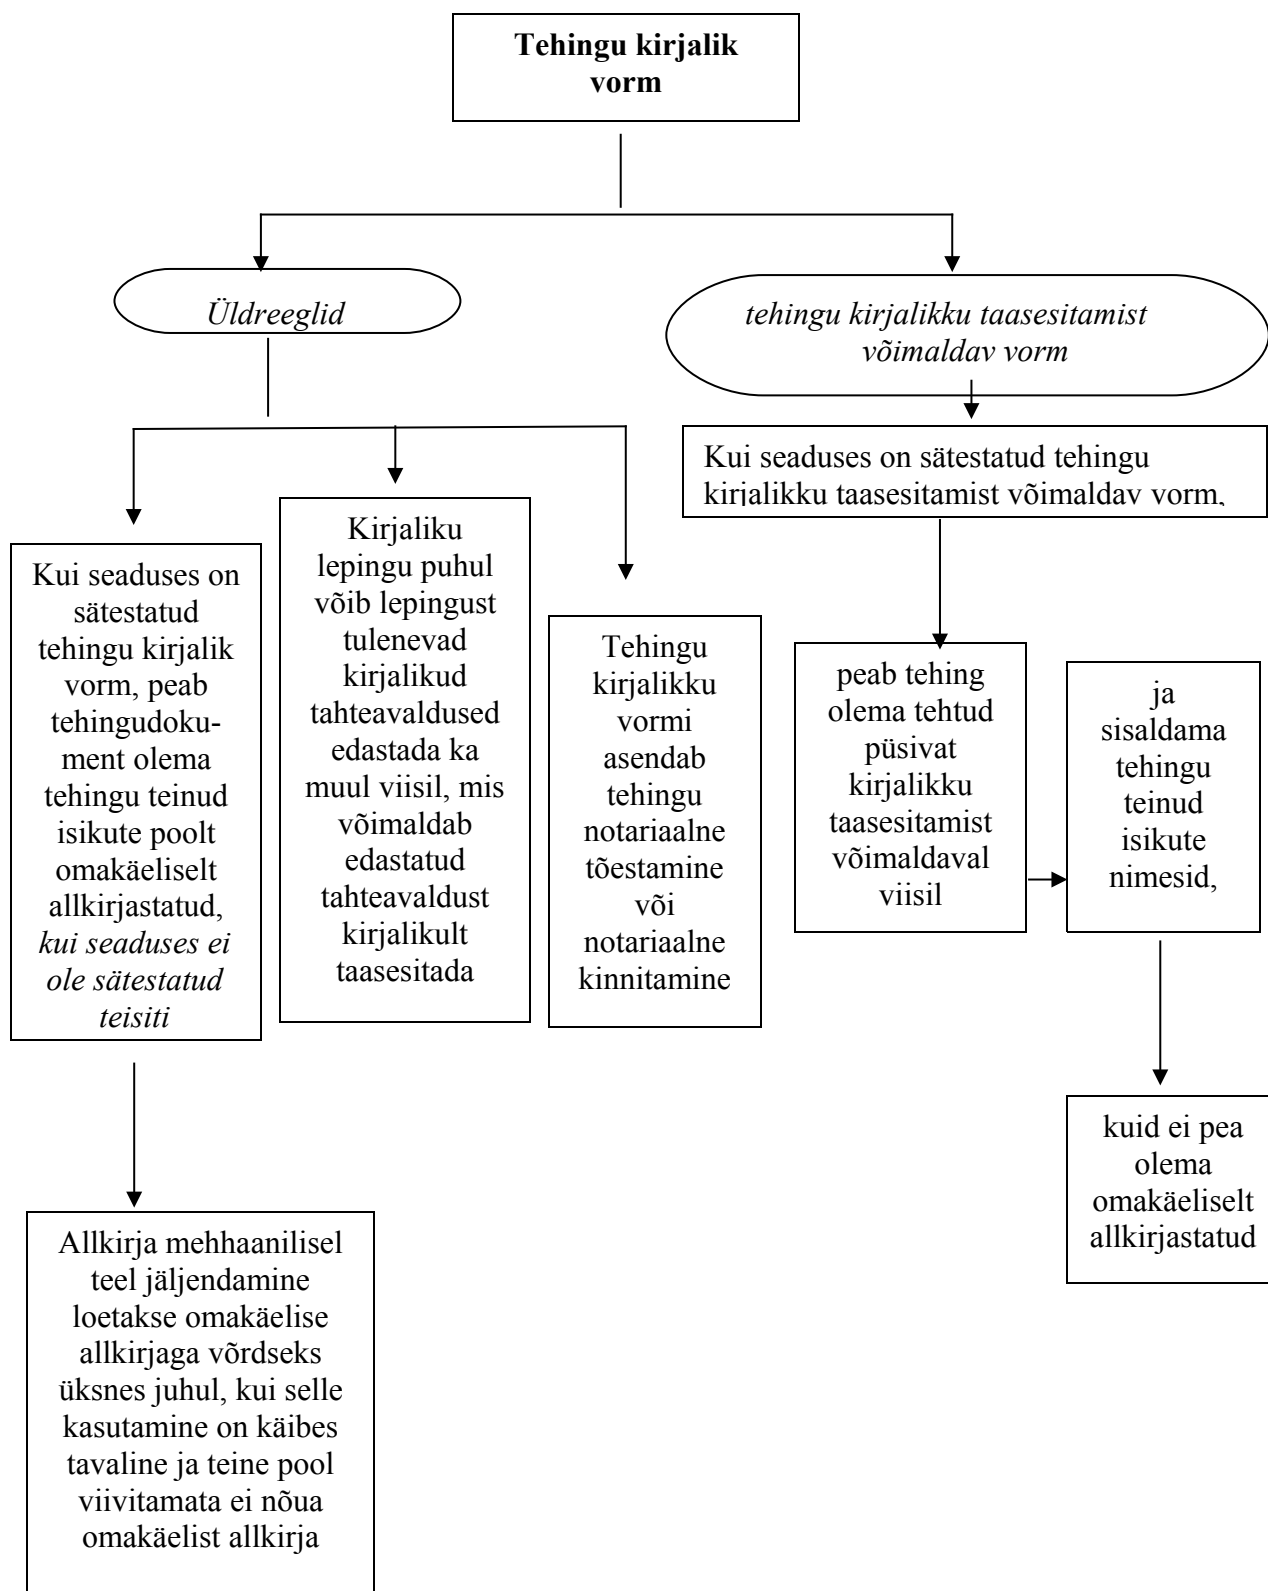 Tehingu kirjalik
vorm
Üldreeglid
tehingu kirjalikku taasesitamist
võimaldav vorm
Kui seaduses on sätestatud tehingu
kirjalikku taasesitamist võimaldav vorm,
Kui seaduses on
sätestatud
tehingu kirjalik
vorm, peab
tehingudoku-
ment olema
tehingu teinud
isikute poolt
omakäeliselt
allkirjastatud,
kui seaduses ei
ole sätestatud
teisiti
Kirjaliku
lepingu puhul
võib lepingust
tulenevad
kirjalikud
tahteavaldused
edastada ka
muul viisil, mis
võimaldab
edastatud
tahteavaldust
kirjalikult
taasesitada
Tehingu
kirjalikku
vormi
asendab
tehingu
notariaalne
tõestamine
või
notariaalne
kinnitamine
peab tehing
olema tehtud
püsivat
kirjalikku
taasesitamist
võimaldaval
viisil
ja
sisaldama
tehingu
teinud
isikute
nimesid,
kuid ei pea
olema
omakäeliselt
allkirjastatud
Allkirja mehhaanilisel
teel jäljendamine
loetakse omakäelise
allkirjaga võrdseks
üksnes juhul, kui selle
kasutamine on käibes
tavaline ja teine pool
viivitamata ei nõua
omakäelist allkirja